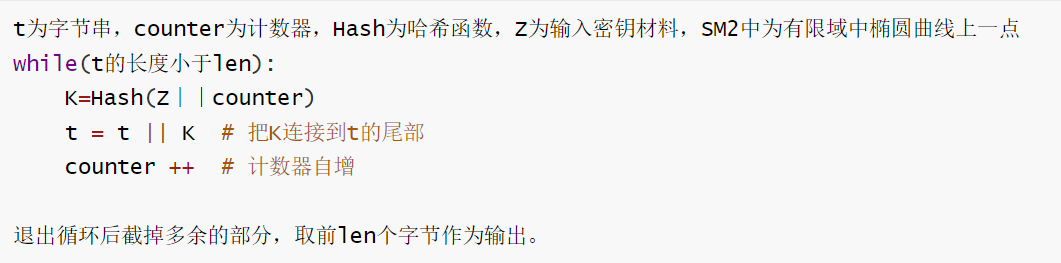 t为字节串，counter为计数器，Hash为哈希函数，Z为输入密钥材料，SM2中为有限域中椭圆曲线上一点
while(t的长度小于len):
    K=Hash(Z||counter)
    t = t || K  # 把K连接到t的尾部
    counter ++  # 计数器自增
退出循环后截掉多余的部分，取前len个字节作为输出。